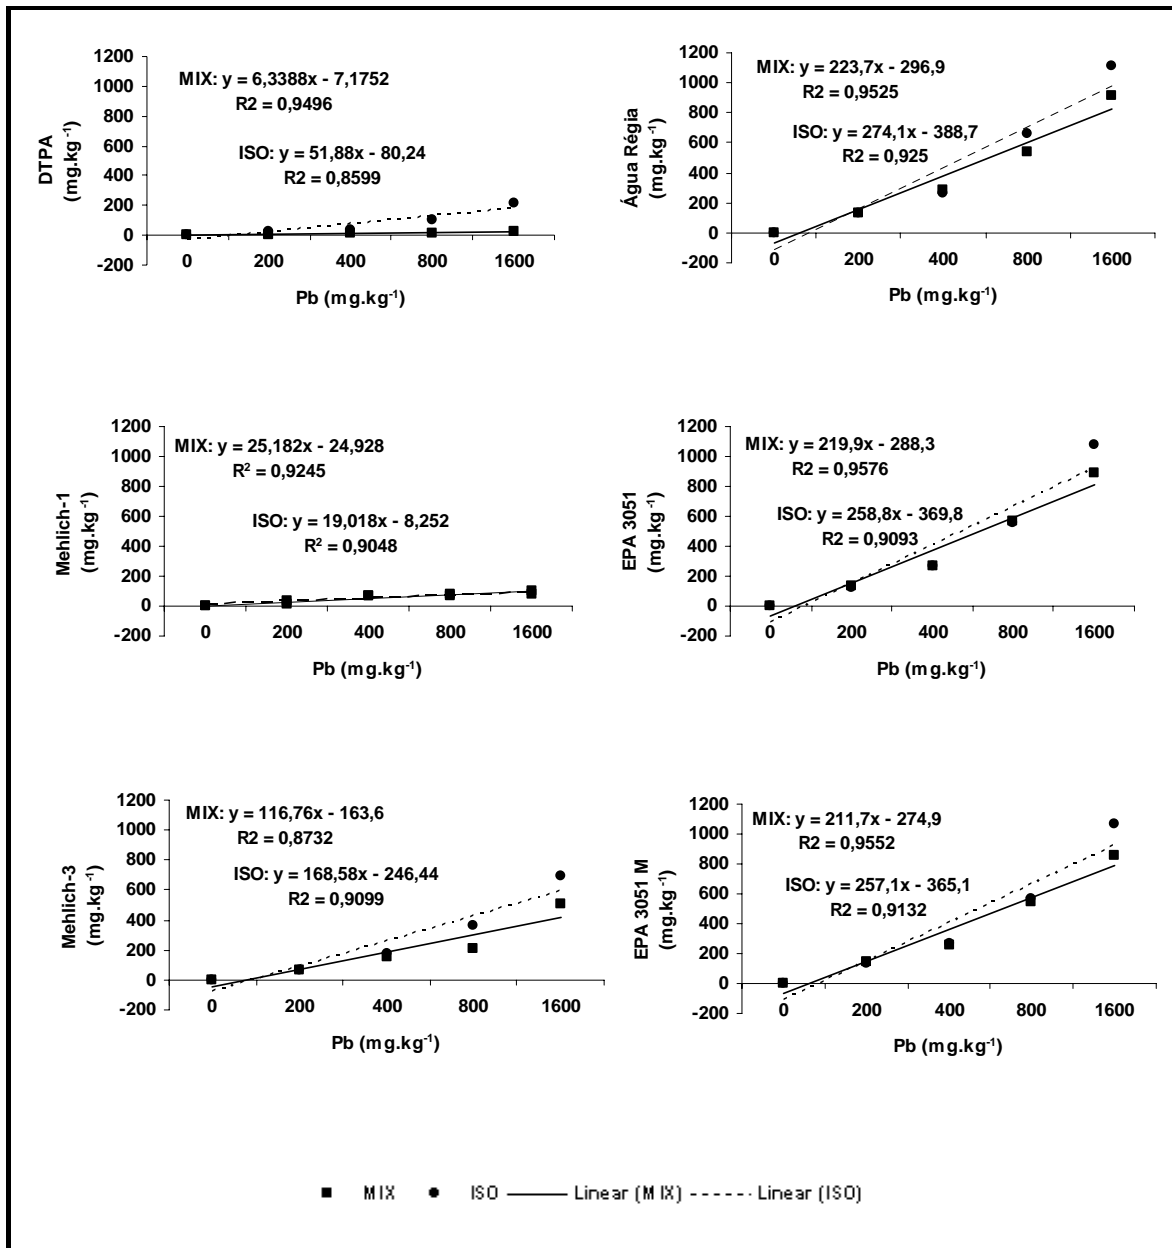 1200
1000
800
600
400
200
0
-200
DTPA
(mg.kg-1)
MIX: y = 6,3388x - 7,1752
R2 = 0,9496
ISO: y = 51,88x - 80,24
R2 = 0,8599
0 200 400 800 1600
Pb (mg.kg-1)
1200
1000
800
600
400
200
0
-200
Água Régia
(mg.kg-1)
MIX: y = 223,7x - 296,9
R2 = 0,9525
ISO: y = 274,1x - 388,7
R2 = 0,925
0 200 400 800 1600
Pb (mg.kg-1)
1200
1000
800
600
400
200
0
-200
Mehlich-1
(mg.kg-1)
MIX: y = 25,182x - 24,928
R2 = 0,9245
ISO: y = 19,018x - 8,252
R2 = 0,9048
0 200 400 800 1600
Pb (mg.kg-1)
1200
1000
800
600
400
200
0
-200
EPA 3051
(mg.kg-1)
MIX: y = 219,9x - 288,3
R2 = 0,9576
ISO: y = 258,8x - 369,8
R2 = 0,9093
0 200 400 800 1600
Pb (mg.kg-1)
1200
1000
800
600
400
200
0
-200
Mehlich-3
(mg.kg-1)
MIX: y = 116,76x - 163,6
R2 = 0,8732
ISO: y = 168,58x - 246,44
R2 = 0,9099
0 200 400 800 1600
Pb (mg.kg-1)
1200
1000
800
600
400
200
0
-200
EPA 3051 M
(mg.kg-1)
MIX: y = 211,7x - 274,9
R2 = 0,9552
ISO: y = 257,1x - 365,1
R2 = 0,9132
0 200 400 800 1600
Pb (mg.kg-1)
MIX ISO Linear (MIX) Linear (ISO)